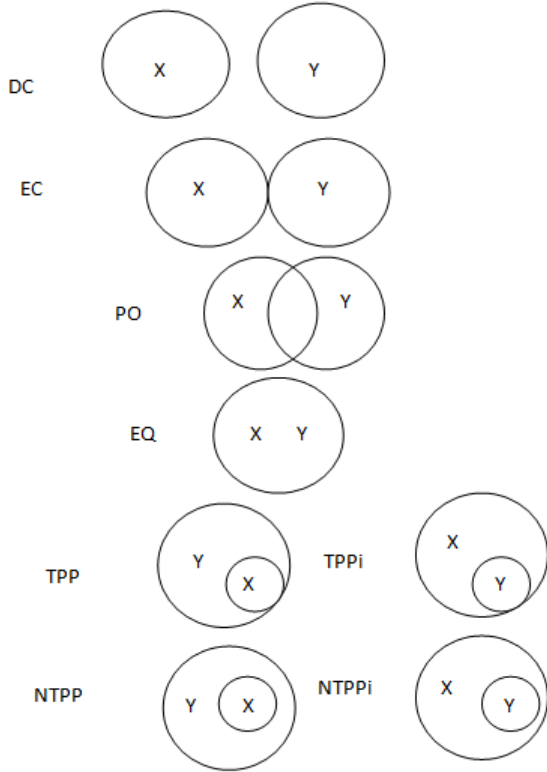 DC X Y
EC X Y
PO X Y
EQ X Y
TPP Y X TPPi X Y
NTPP Y X NTPPi X Y